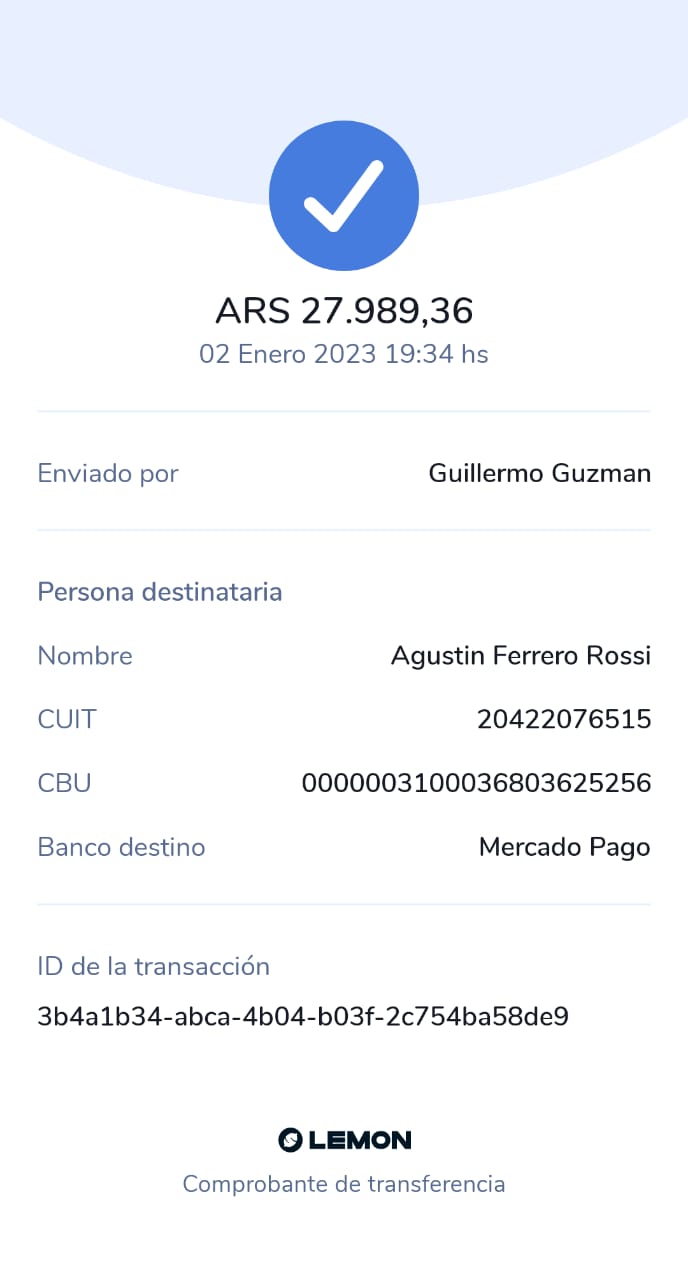 ARS 27.989,36
02 Enero 2023 19:34 hs
Enviado por Guillermo Guzman
Persona destinataria
Nombre Agustin Ferrero Rossi
CUIT 20422076515
CBU 0000003100036803625256
Banco destino Mercado Pago
ID de la transacción
3b4a1b34-abca-4b04-b03f-2c754ba58de9
LEMON
Comprobante de transferencia